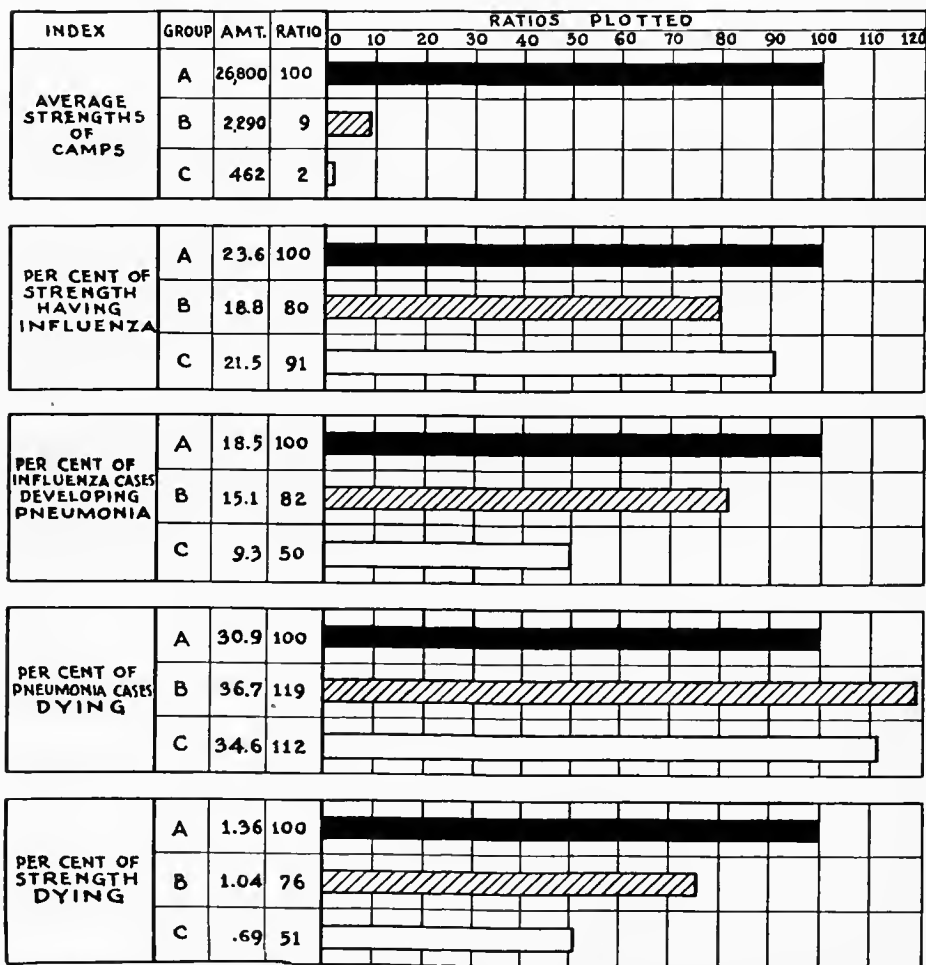 RATIOS PLOTTED
INDEX GROUP AMT. RATIO 0 10 20 30 40 50 60 70 80 90 100 110 120
AVERAGE STRENGTHS OF CAMPS
A 26,800 100
B 2,290 9
C 462 2
PER CENT OF
STRENGTH
HAVING
INFLUENZA
A 23.6 100
B 18.8 80
C 21.5 91
PER CENT OF
INFLUENZA CASES
DEVELOPING
PNEUMONIA
A 18.5 100
B 15.1 82
C 9.3 50
PER CENT OF
PNEUMONIA CASES
DYING
A 30.9 100
B 36.7 119
C 34.6 112
PER CENT OF
STRENGTH
DYING
A 1.36 100
B 1.04 76
C .69 51